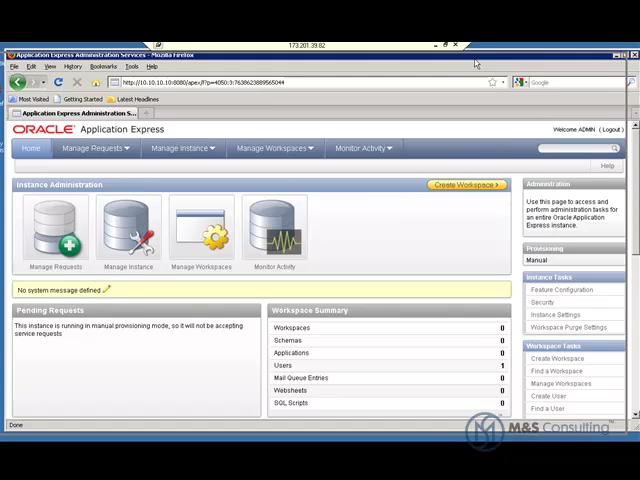 173.201.39.82
Application Express Administration Services - Mozilla Firefox
File Edit View History Bookmarks Tools Help
http://10.10.10.10:8080/apex/f?p=4050:3:7638623889565044
Google
Most Visited Getting Started Latest Headlines
Application Express Administration S...
ORACLE Application Express
Welcome ADMIN ( Logout )
Home Manage Requests Manage Instance Manage Workspaces Monitor Activity
Help
Instance Administration
Create Workspace >
Manage Requests Manage Instance Manage Workspaces Monitor Activity
No system message defined
Pending Requests
This instance is running in manual provisioning mode, so it will not be accepting
service requests
Workspace Summary
Workspaces 0
Schemas 0
Applications 0
Users 1
Mail Queue Entries 0
Websheets 0
SQL Scripts 0
Administration
Use this page to access and
perform administration tasks for
an entire Oracle Application
Express instance.
Provisioning
Manual
Instance Tasks
Feature Configuration
Security
Instance Settings
Workspace Purge Settings
Workspace Tasks
Create Workspace
Find a Workspace
Manage Workspaces
Create User
Find a User
Done
M&S Consulting™